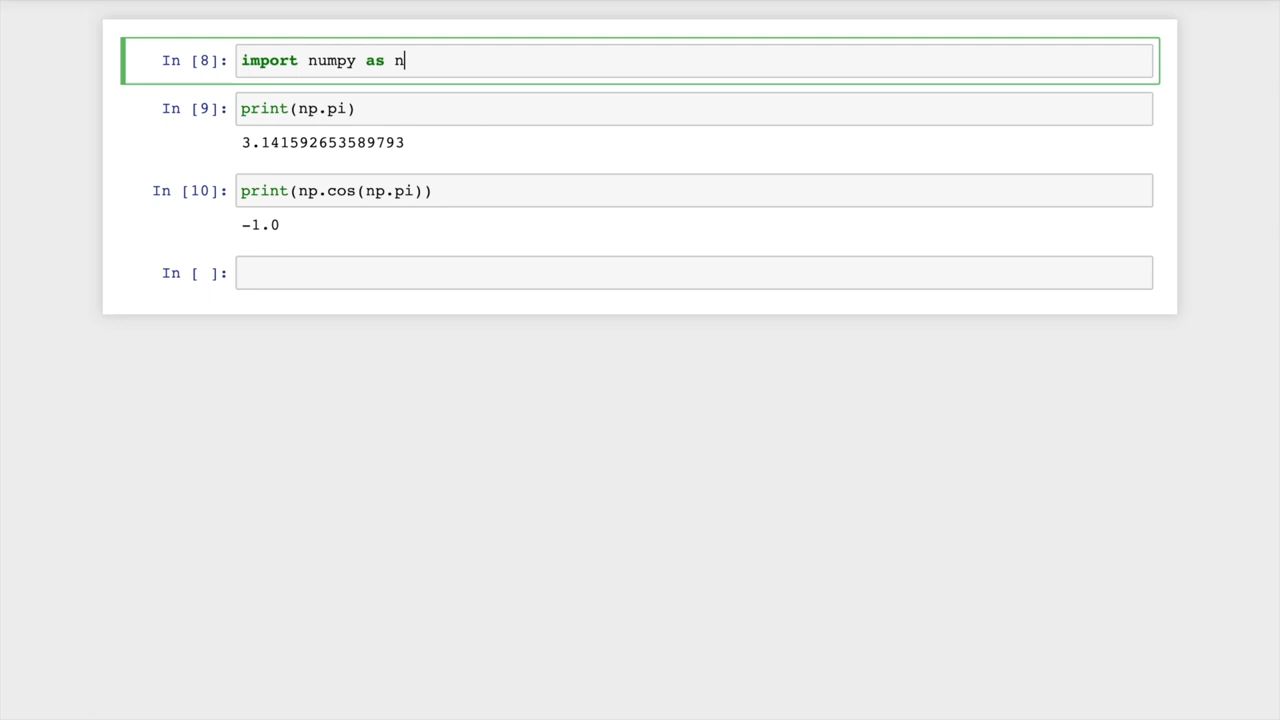 In [8]: import numpy as n
In [9]: print(np.pi)
3.141592653589793
In [10]: print(np.cos(np.pi))
-1.0
In [ ]: